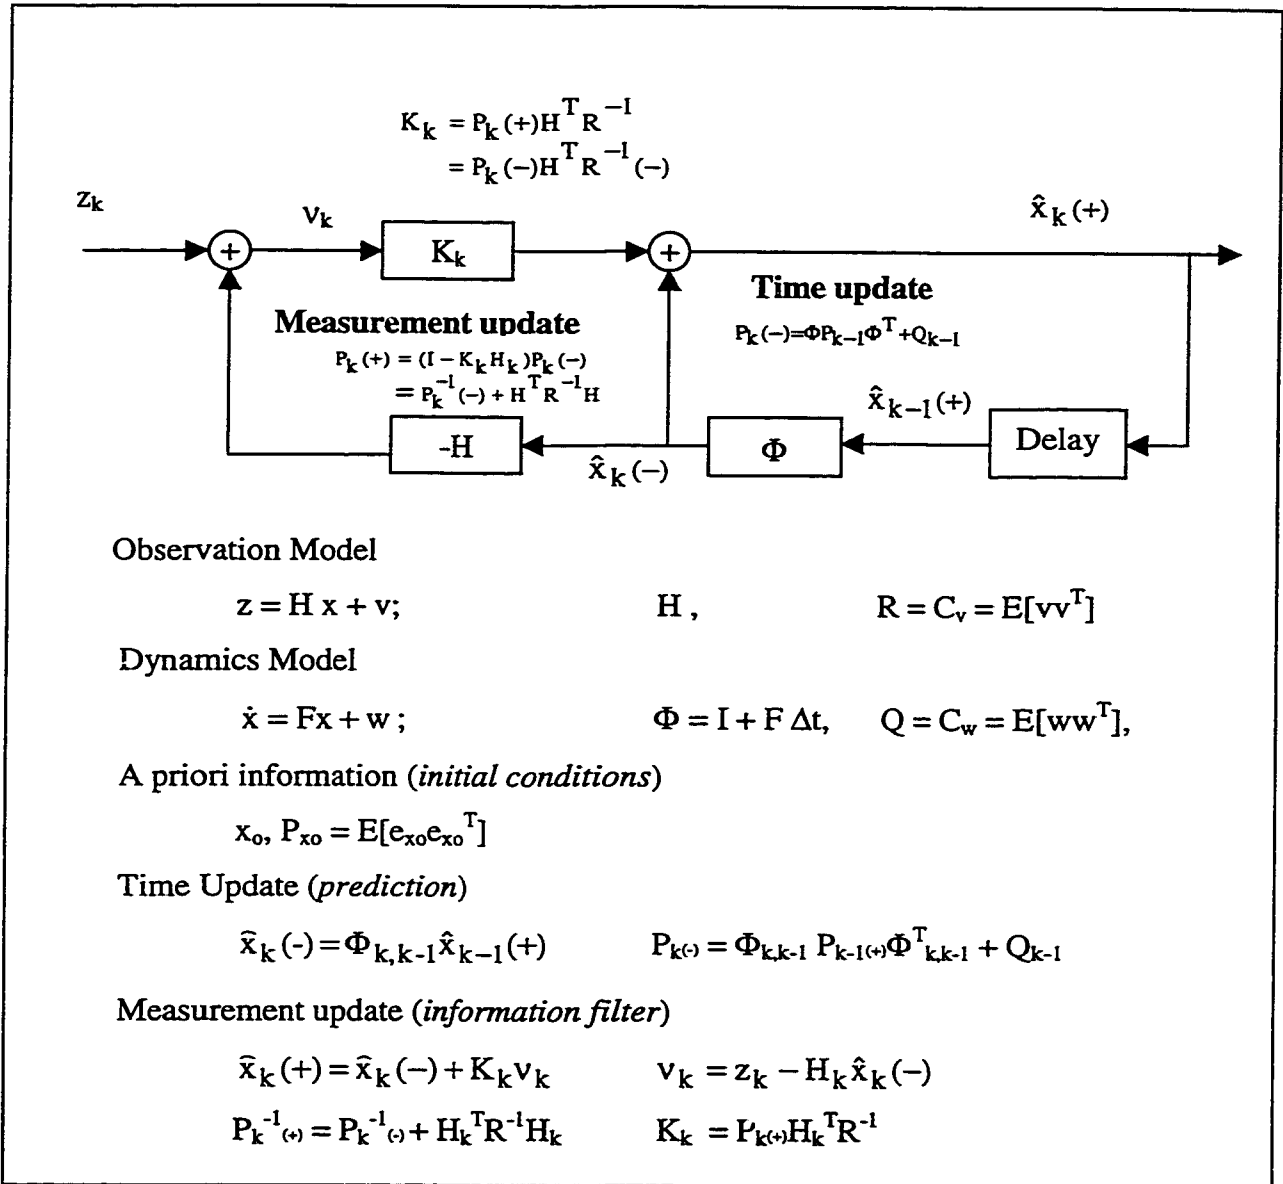 K_k = P_k(+)H^T R^-1
= P_k(−)H^T R^-1(−)
z_k
ν_k
x̂_k(+)
+
K_k
+
Time update
P_k(−)=ΦP_k−1Φ^T+Q_k−1
Measurement update
P_k(+) = (I − K_k H_k)P_k(−)
= P_k^-1(−) + H^T R^-1 H
x̂_k−1(+)
-H
x̂_k(−)
Φ
Delay
Observation Model
z = H x + v; H , R = C_v = E[vv^T]
Dynamics Model
ẋ = Fx + w ; Φ = I + F Δt, Q = C_w = E[ww^T],
A priori information (initial conditions)
x_o, P_xo = E[e_xo e_xo^T]
Time Update (prediction)
x̂_k(-) = Φ_k,k-1 x̂_k−1(+) P_k(-) = Φ_k,k-1 P_k-1(+) Φ^T_k,k-1 + Q_k-1
Measurement update (information filter)
x̂_k(+) = x̂_k(−) + K_k ν_k ν_k = z_k − H_k x̂_k(−)
P_k^-1(+) = P_k^-1(-) + H_k^T R^-1 H_k K_k = P_k(+) H_k^T R^-1